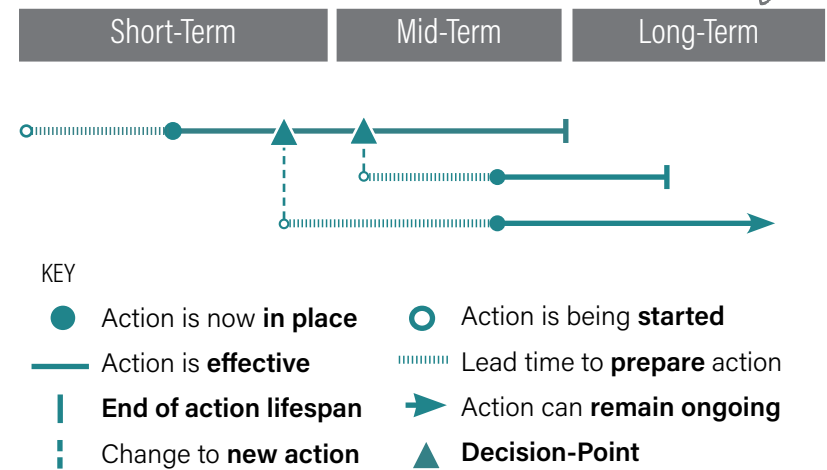 Short-Term Mid-Term Long-Term
KEY
Action is now in place
Action is being started
Action is effective
Lead time to prepare action
End of action lifespan
Action can remain ongoing
Change to new action
Decision-Point